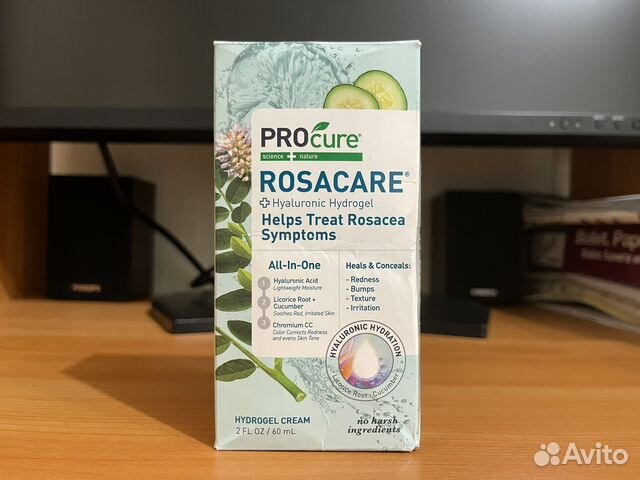 PROcure®
science + nature
ROSACARE®
+ Hyaluronic Hydrogel
Helps Treat Rosacea
Symptoms
All-In-One
1 Hyaluronic Acid
Lightweight Moisture
2 Licorice Root +
Cucumber
Soothes Red, Irritated Skin
3 Chromium CC
Color Corrects Redness
and evens Skin Tone
Heals & Conceals:
- Redness
- Bumps
- Texture
- Irritation
HYALURONIC HYDRATION
Licorice Root + Cucumber
HYDROGEL CREAM
2 FL OZ / 60 mL
no harsh
ingredients
PHILIPS
Ballet
Avito